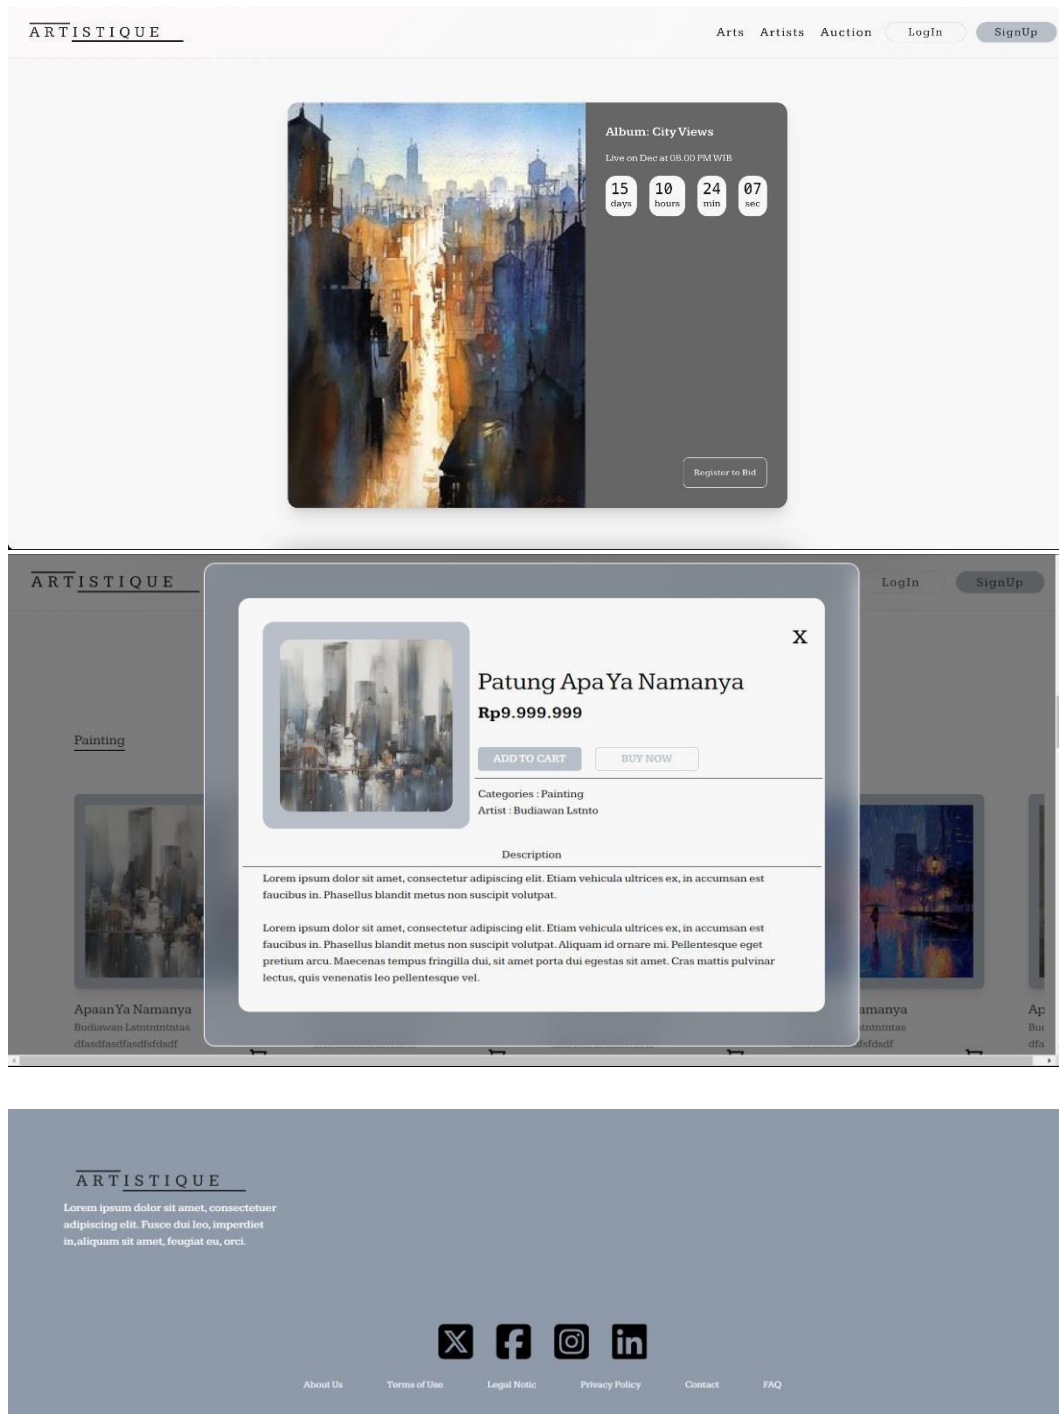 ARTISTIQUE
Arts Artists Auction LogIn SignUp
Album: City Views
Live on Dec at 08.00 PM WIB
15 10 24 07
days hours min sec
Register to Bid
ARTISTIQUE
LogIn SignUp
X
Patung Apa Ya Namanya
Rp9.999.999
Painting
ADD TO CART BUY NOW
Categories : Painting
Artist : Budiawan Lstnto
Description
Lorem ipsum dolor sit amet, consectetur adipiscing elit. Etiam vehicula ultrices ex, in accumsan est
faucibus in. Phasellus blandit metus non suscipit volutpat.
Lorem ipsum dolor sit amet, consectetur adipiscing elit. Etiam vehicula ultrices ex, in accumsan est
faucibus in. Phasellus blandit metus non suscipit volutpat. Aliquam id ornare mi. Pellentesque eget
pretium arcu. Maecenas tempus fringilla dui, sit amet porta dui egestas sit amet. Cras mattis pulvinar
lectus, quis venenatis leo pellentesque vel.
Apaan Ya Namanya
amanya
Ap
dfasdfasdfasdfsfdsdf
dfa
ARTISTIQUE
Lorem ipsum dolor sit amet, consectetuer
adipiscing elit. Fusce dui leo, imperdiet
in,aliquam sit amet, feugiat eu, orci.
About Us Terms of Use Legal Notic Privacy Policy Contact FAQ